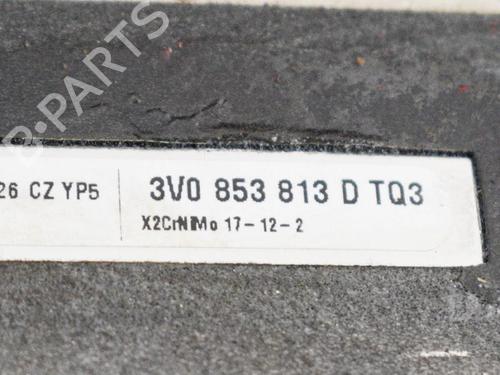 B-PARTS
26 CZ YP5
3V0 853 813 D TQ3
X2CrNiMo 17-12-2